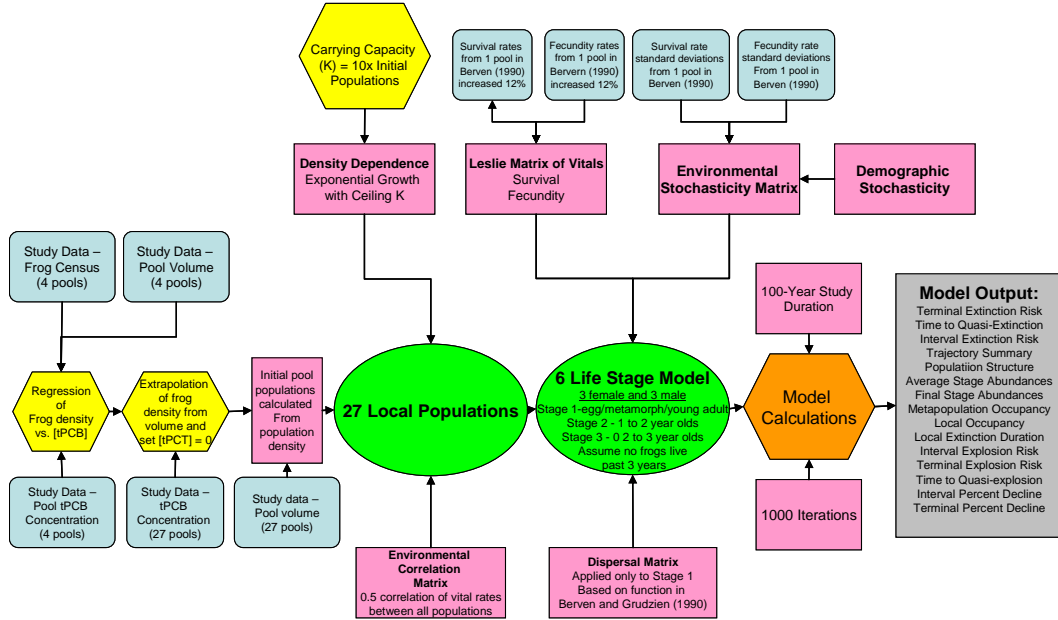 Carrying Capacity
(K) = 10x Initial
Populations
Survival rates
from 1 pool in
Berven (1990)
increased 12%
Fecundity rates
from 1 pool in
Bervern (1990)
increased 12%
Survival rate
standard deviations
from 1 pool in
Berven (1990)
Fecundity rate
standard deviations
From 1 pool in
Berven (1990)
Density Dependence
Exponential Growth
with Ceiling K
Leslie Matrix of Vitals
Survival
Fecundity
Environmental
Stochasticity Matrix
Demographic
Stochasticity
Study Data –
Frog Census
(4 pools)
Study Data –
Pool Volume
(4 pools)
100-Year Study
Duration
Regression
of
Frog density
vs. [tPCB]
Extrapolation
of frog
density from
volume and
set [tPCT] = 0
Initial pool
populations
calculated
From
population
density
27 Local Populations
6 Life Stage Model
3 female and 3 male
Stage 1-egg/metamorph/young adult
Stage 2 - 1 to 2 year olds
Stage 3 - 0 2 to 3 year olds
Assume no frogs live
past 3 years
Model
Calculations
Model Output:
Terminal Extinction Risk
Time to Quasi-Extinction
Interval Extinction Risk
Trajectory Summary
Populatiion Structure
Average Stage Abundances
Final Stage Abundances
Metapopulation Occupancy
Local Occupancy
Local Extinction Duration
Interval Explosion Risk
Terminal Explosion Risk
Time to Quasi-explosion
Interval Percent Decline
Terminal Percent Decline
Study Data –
Pool tPCB
Concentration
(4 pools)
Study Data –
tPCB
Concentration
(27 pools)
Study data –
Pool volume
(27 pools)
1000 Iterations
Environmental
Correlation
Matrix
0.5 correlation of vital rates
between all populations
Dispersal Matrix
Applied only to Stage 1
Based on function in
Berven and Grudzien (1990)